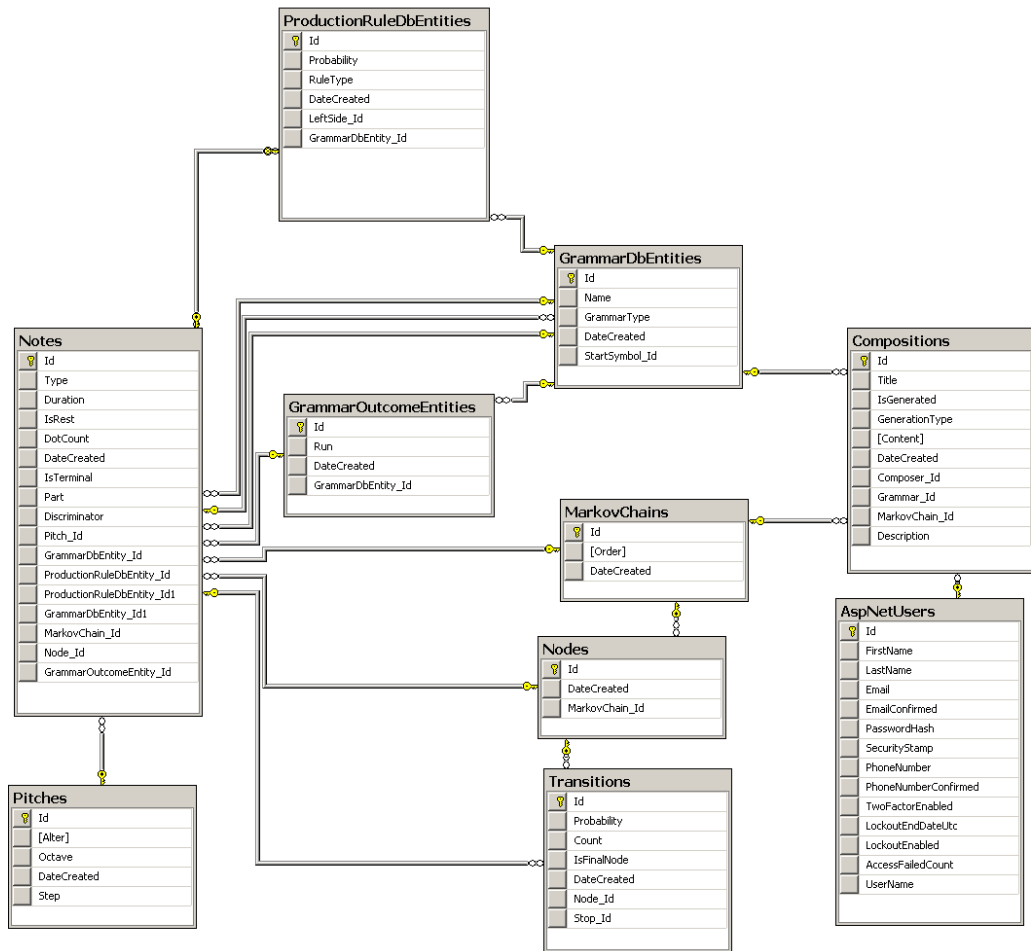 ProductionRuleDbEntities
Id
Probability
RuleType
DateCreated
LeftSide_Id
GrammarDbEntity_Id
GrammarDbEntities
Id
Name
GrammarType
DateCreated
StartSymbol_Id
Notes
Id
Type
Duration
IsRest
DotCount
DateCreated
IsTerminal
Part
Discriminator
Pitch_Id
GrammarDbEntity_Id
ProductionRuleDbEntity_Id
ProductionRuleDbEntity_Id1
GrammarDbEntity_Id1
MarkovChain_Id
Node_Id
GrammarOutcomeEntity_Id
GrammarOutcomeEntities
Id
Run
DateCreated
GrammarDbEntity_Id
Compositions
Id
Title
IsGenerated
GenerationType
[Content]
DateCreated
Composer_Id
Grammar_Id
MarkovChain_Id
Description
MarkovChains
Id
[Order]
DateCreated
AspNetUsers
Id
FirstName
LastName
Email
EmailConfirmed
PasswordHash
SecurityStamp
PhoneNumber
PhoneNumberConfirmed
TwoFactorEnabled
LockoutEndDateUtc
LockoutEnabled
AccessFailedCount
UserName
Nodes
Id
DateCreated
MarkovChain_Id
Pitches
Id
[Alter]
Octave
DateCreated
Step
Transitions
Id
Probability
Count
IsFinalNode
DateCreated
Node_Id
Stop_Id